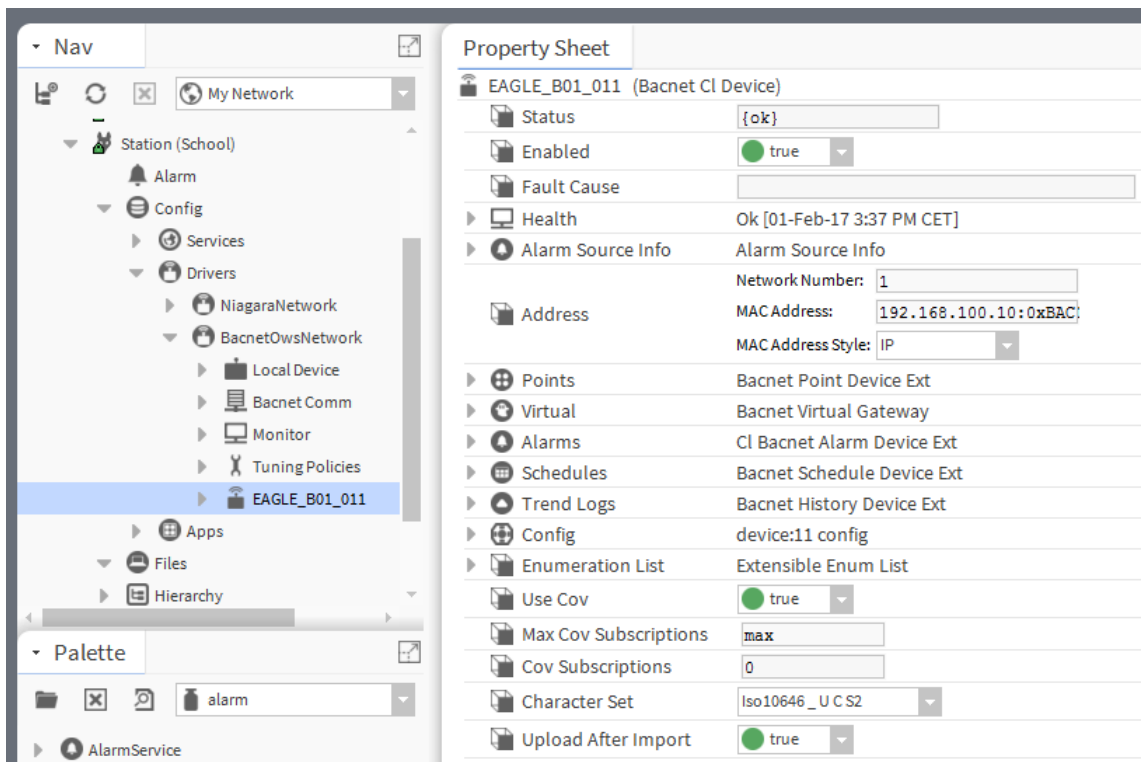 Nav
My Network
Station (School)
Alarm
Config
Services
Drivers
NiagaraNetwork
BacnetOwsNetwork
Local Device
Bacnet Comm
Monitor
Tuning Policies
EAGLE_B01_011
Apps
Files
Hierarchy
Palette
alarm
AlarmService
Property Sheet
EAGLE_B01_011 (Bacnet Cl Device)
Status {ok}
Enabled true
Fault Cause
Health Ok [01-Feb-17 3:37 PM CET]
Alarm Source Info Alarm Source Info
Network Number: 1
Address MAC Address: 192.168.100.10:0xBAC
MAC Address Style: IP
Points Bacnet Point Device Ext
Virtual Bacnet Virtual Gateway
Alarms Cl Bacnet Alarm Device Ext
Schedules Bacnet Schedule Device Ext
Trend Logs Bacnet History Device Ext
Config device:11 config
Enumeration List Extensible Enum List
Use Cov true
Max Cov Subscriptions max
Cov Subscriptions 0
Character Set Iso10646_UCS2
Upload After Import true